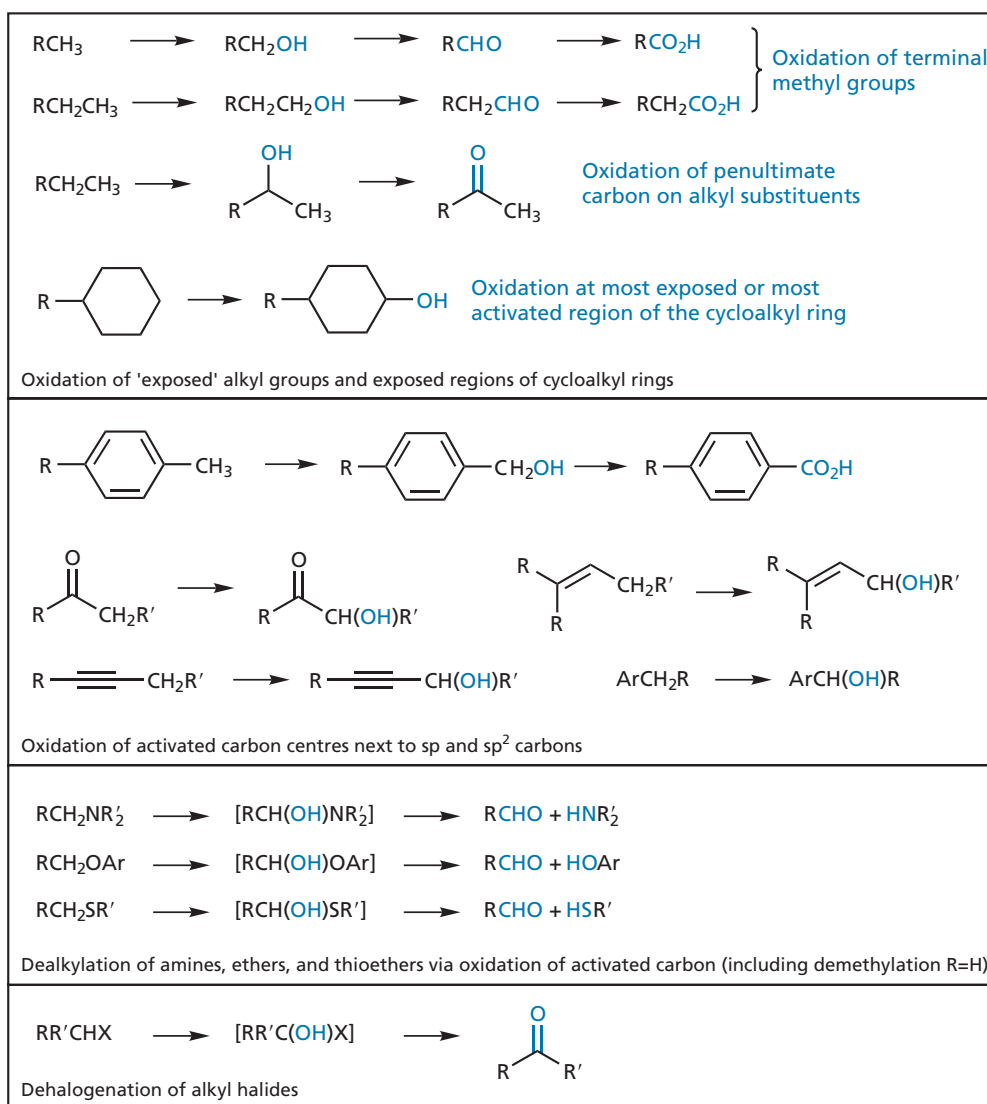 RCH₃ RCH₂OH RCHO RCO₂H
Oxidation of terminal
methyl groups
RCH₂CH₃ RCH₂CH₂OH RCH₂CHO RCH₂CO₂H
OH O
RCH₂CH₃ R CH₃ R CH₃
Oxidation of penultimate
carbon on alkyl substituents
R R OH
Oxidation at most exposed or most
activated region of the cycloalkyl ring
Oxidation of 'exposed' alkyl groups and exposed regions of cycloalkyl rings
R CH₃ R CH₂OH R CO₂H
O O
R CH₂R′ R CH(OH)R′ R R CH₂R′ R R CH(OH)R′
R CH₂R′ R CH(OH)R′ ArCH₂R ArCH(OH)R
Oxidation of activated carbon centres next to sp and sp² carbons
RCH₂NR′₂ [RCH(OH)NR′₂] RCHO + HNR′₂
RCH₂OAr [RCH(OH)OAr] RCHO + HOAr
RCH₂SR′ [RCH(OH)SR′] RCHO + HSR′
Dealkylation of amines, ethers, and thioethers via oxidation of activated carbon (including demethylation R=H)
O
RR′CHX [RR′C(OH)X] R R′
Dehalogenation of alkyl halides